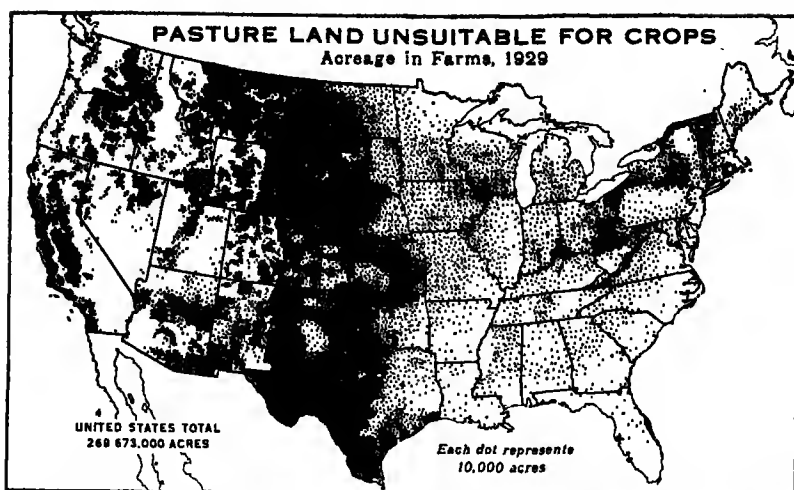 PASTURE LAND UNSUITABLE FOR CROPS
Acreage in Farms, 1929
UNITED STATES TOTAL
269 673,000 ACRES
Each dot represente
10,000 acres